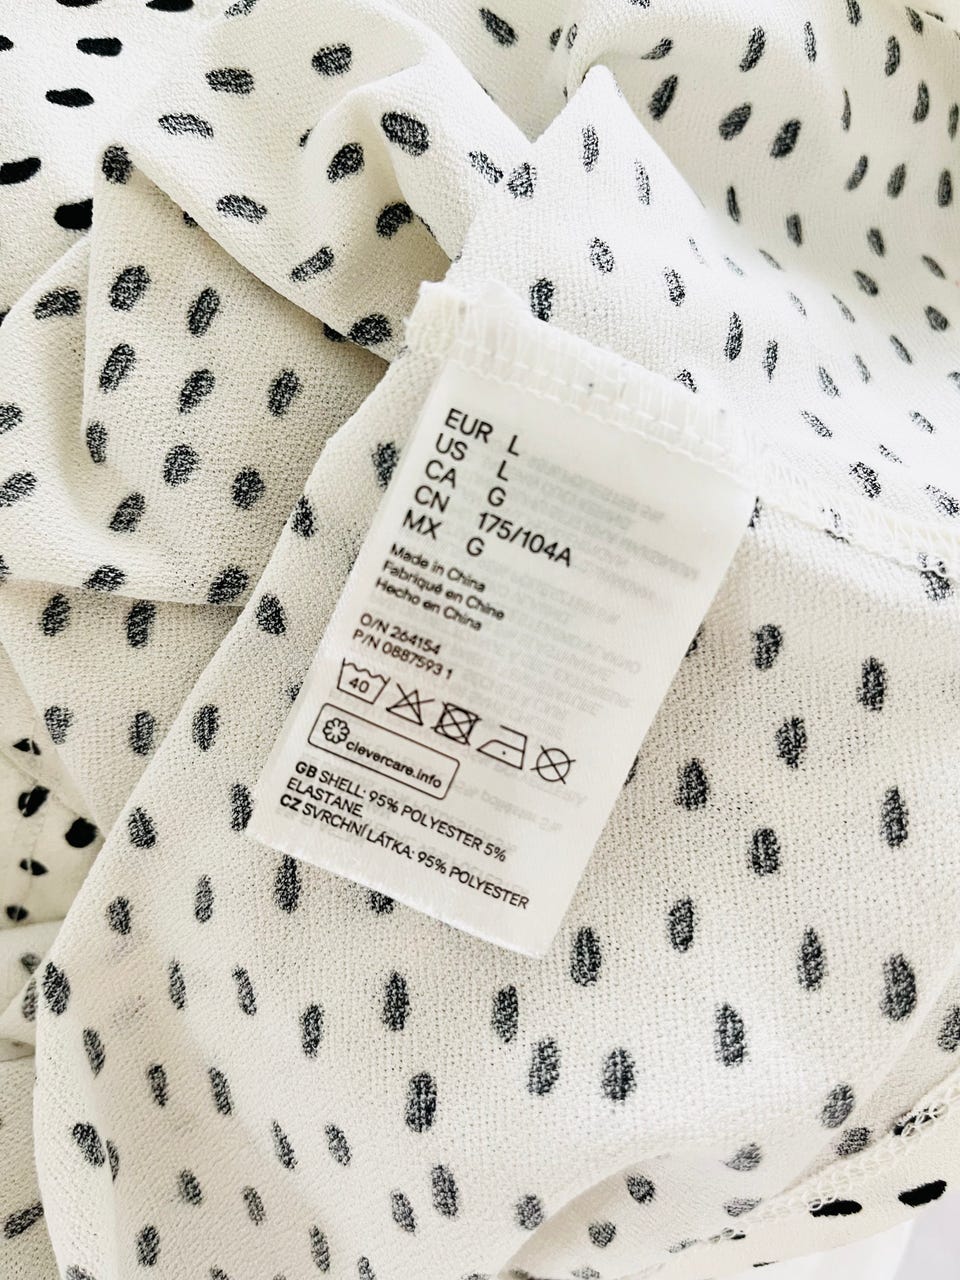 EUR L
US L
CA G
CN 175/104A
MX G
Made in China
Fabriqué en Chine
Hecho en China
O/N 264154
P/N 0887593 1
40
clevercare.info
GB SHELL: 95% POLYESTER 5%
ELASTANE
CZ SVRCHNÍ LÁTKA: 95% POLYESTER